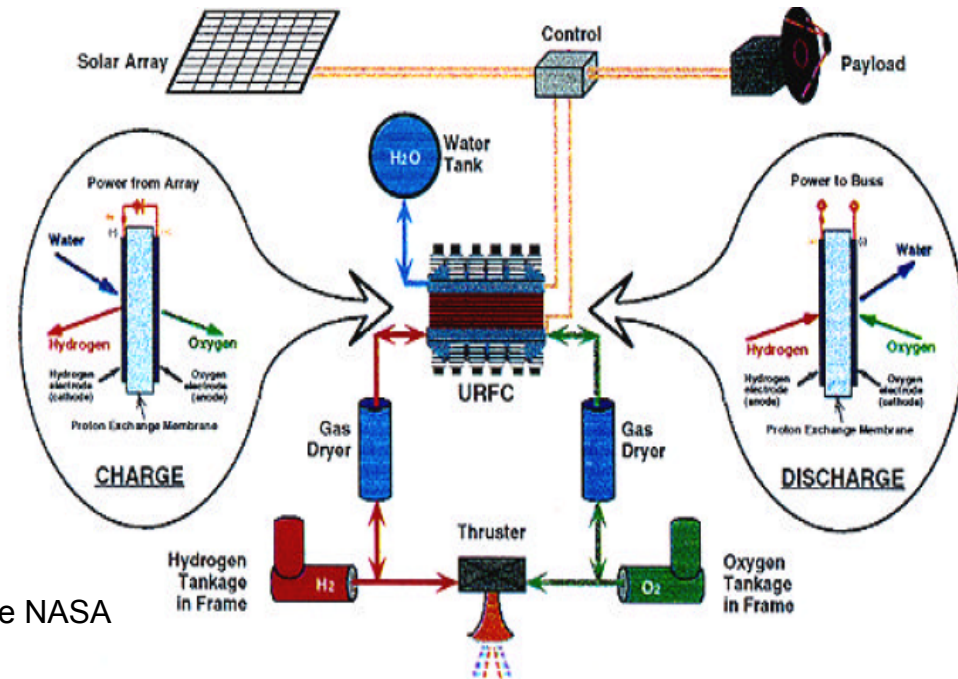 Control
Solar Array
Payload
Water
Tank
H2O
Power from Array
Water
Hydrogen
Oxygen
Hydrogen
electrode
(cathode)
Oxygen
electrode
(anode)
Proton Exchange Membrane
CHARGE
Power to Buss
Water
Hydrogen
Oxygen
Hydrogen
electrode
(anode)
Oxygen
electrode
(cathode)
Proton Exchange Membrane
DISCHARGE
URFC
Gas
Dryer
Gas
Dryer
Thruster
Hydrogen
Tankage
in Frame
H2
O2
Oxygen
Tankage
in Frame
e NASA